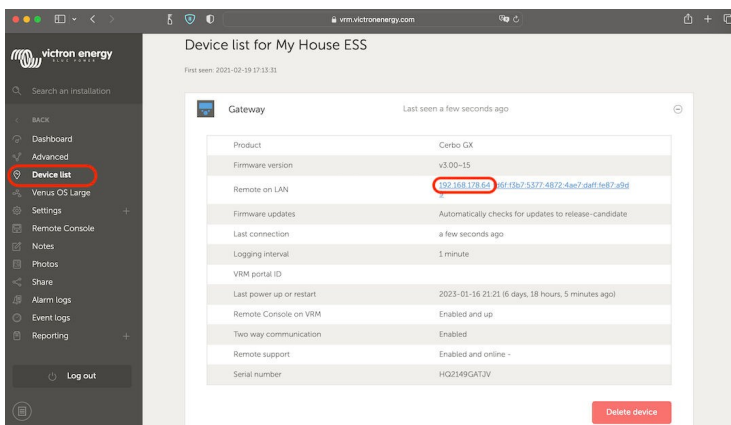 vrm.victronenergy.com
victron energy
BLUE POWER
Search an installation
BACK
Dashboard
Advanced
Device list
Venus OS Large
Settings
Remote Console
Notes
Photos
Share
Alarm logs
Event logs
Reporting
Log out
Device list for My House ESS
First seen: 2021-02-19 17:13:31
Gateway Last seen a few seconds ago
Product Cerbo GX
Firmware version v3.00~15
Remote on LAN 192.168.178.64
Firmware updates Automatically checks for updates to release-candidate
Last connection a few seconds ago
Logging interval 1 minute
VRM portal ID
Last power up or restart 2023-01-16 21:21 (6 days, 18 hours, 5 minutes ago)
Remote Console on VRM Enabled and up
Two way communication Enabled
Remote support Enabled and online -
Serial number HQ2149GATJV
Delete device